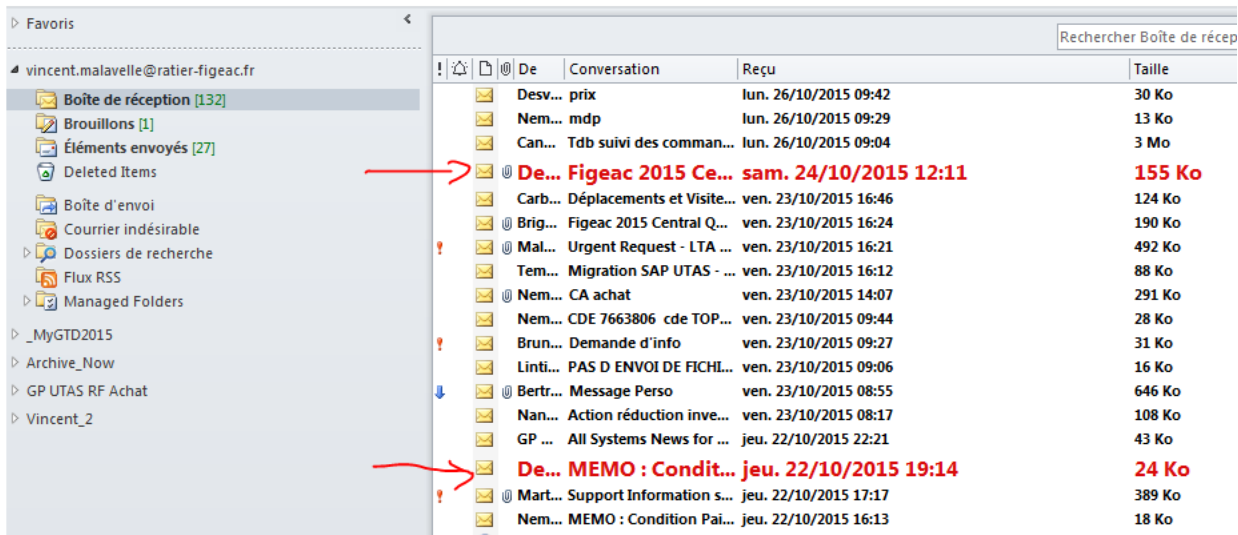 Favoris
vincent.malavelle@ratier-figeac.fr
Boîte de réception [132]
Brouillons [1]
Éléments envoyés [27]
Deleted Items
Boîte d'envoi
Courrier indésirable
Dossiers de recherche
Flux RSS
Managed Folders
_MyGTD2015
Archive_Now
GP UTAS RF Achat
Vincent_2
Rechercher Boîte de récep
! De Conversation Reçu Taille
Desv... prix lun. 26/10/2015 09:42 30 Ko
Nem... mdp lun. 26/10/2015 09:29 13 Ko
Can... Tdb suivi des comman... lun. 26/10/2015 09:04 3 Mo
De... Figeac 2015 Ce... sam. 24/10/2015 12:11 155 Ko
Carb... Déplacements et Visite... ven. 23/10/2015 16:46 124 Ko
Brig... Figeac 2015 Central Q... ven. 23/10/2015 16:24 190 Ko
Mal... Urgent Request - LTA ... ven. 23/10/2015 16:21 492 Ko
Tem... Migration SAP UTAS - ... ven. 23/10/2015 16:12 88 Ko
Nem... CA achat ven. 23/10/2015 14:07 291 Ko
Nem... CDE 7663806 cde TOP... ven. 23/10/2015 09:44 28 Ko
Brun... Demande d'info ven. 23/10/2015 09:27 31 Ko
Linti... PAS D ENVOI DE FICHI... ven. 23/10/2015 09:06 16 Ko
Bertr... Message Perso ven. 23/10/2015 08:55 646 Ko
Nan... Action réduction inve... ven. 23/10/2015 08:17 108 Ko
GP ... All Systems News for ... jeu. 22/10/2015 22:21 43 Ko
De... MEMO : Condit... jeu. 22/10/2015 19:14 24 Ko
Mart... Support Information s... jeu. 22/10/2015 17:17 389 Ko
Nem... MEMO : Condition Pai... jeu. 22/10/2015 16:13 18 Ko